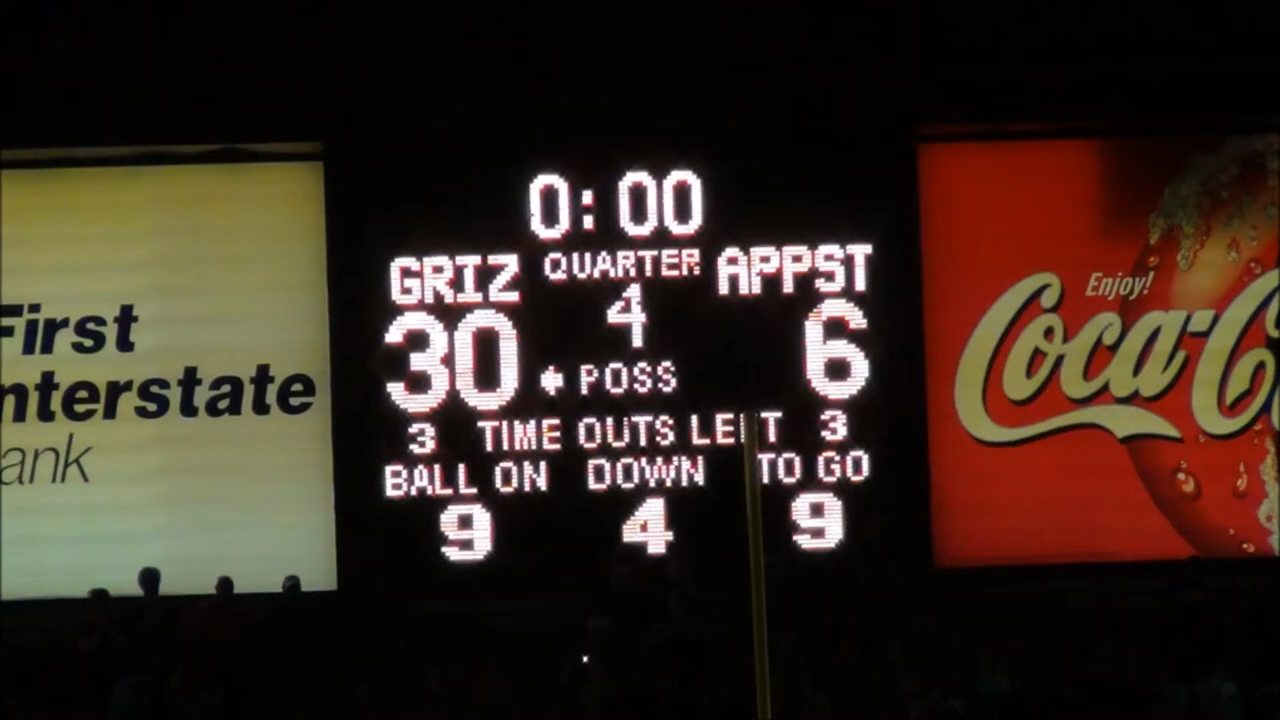 First
nterstate
ank
0:00
GRIZ QUARTER APPST
30 4 6
POSS
3 TIME OUTS LEFT 3
BALL ON DOWN TO GO
9 4 9
Enjoy!
Coca-C